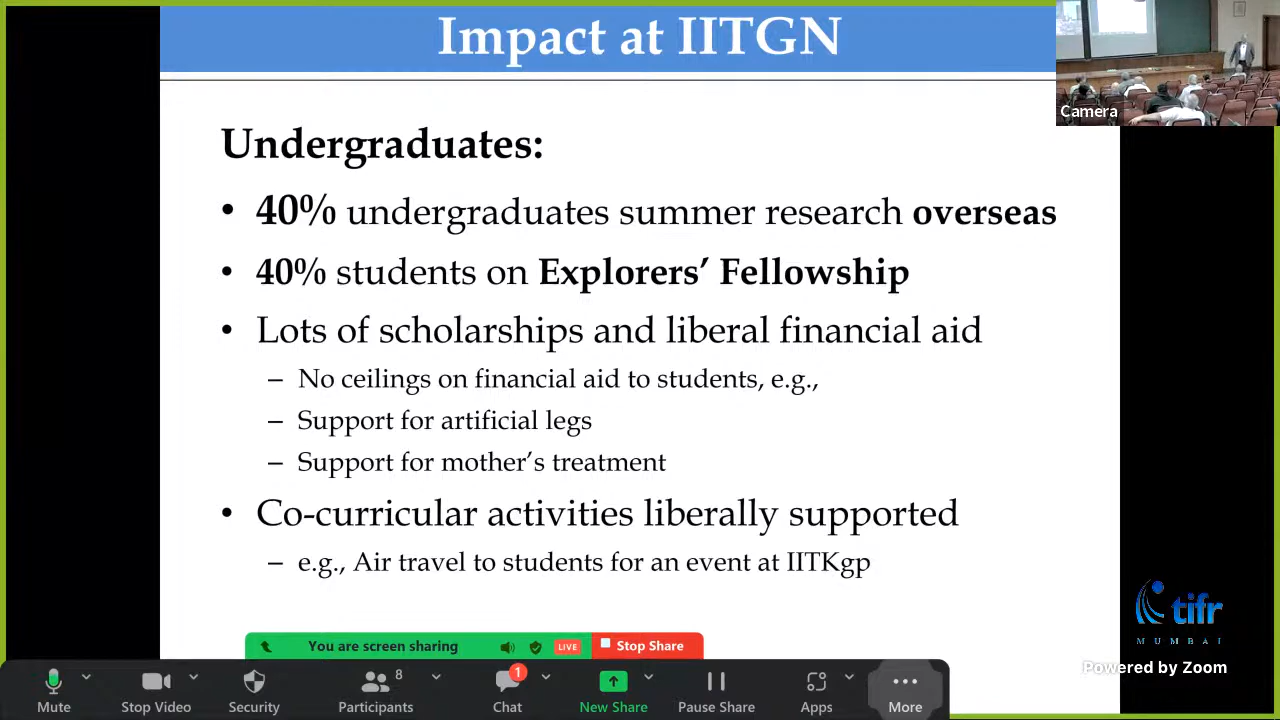 Impact at IITGN
Camera
Undergraduates:
• 40% undergraduates summer research overseas
• 40% students on Explorers’ Fellowship
• Lots of scholarships and liberal financial aid
– No ceilings on financial aid to students, e.g.,
– Support for artificial legs
– Support for mother’s treatment
• Co-curricular activities liberally supported
– e.g., Air travel to students for an event at IITKgp
tifr
MUMBAI
Powered by Zoom
You are screen sharing LIVE Stop Share
8 1
Mute Stop Video Security Participants Chat New Share Pause Share Apps More